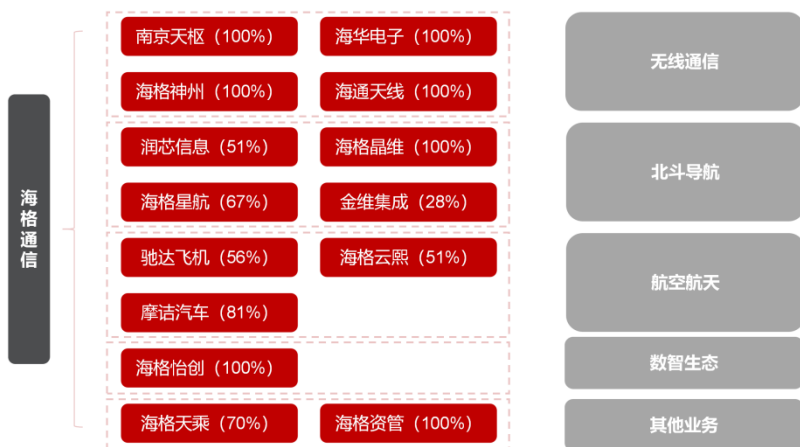 海格通信
南京天枢（100%）
海华电子（100%）
海格神州（100%）
海通天线（100%）
无线通信
润芯信息（51%）
海格晶维（100%）
海格星航（67%）
金维集成（28%）
北斗导航
驰达飞机（56%）
海格云熙（51%）
摩诘汽车（81%）
航空航天
海格怡创（100%）
数智生态
海格天乘（70%）
海格资管（100%）
其他业务